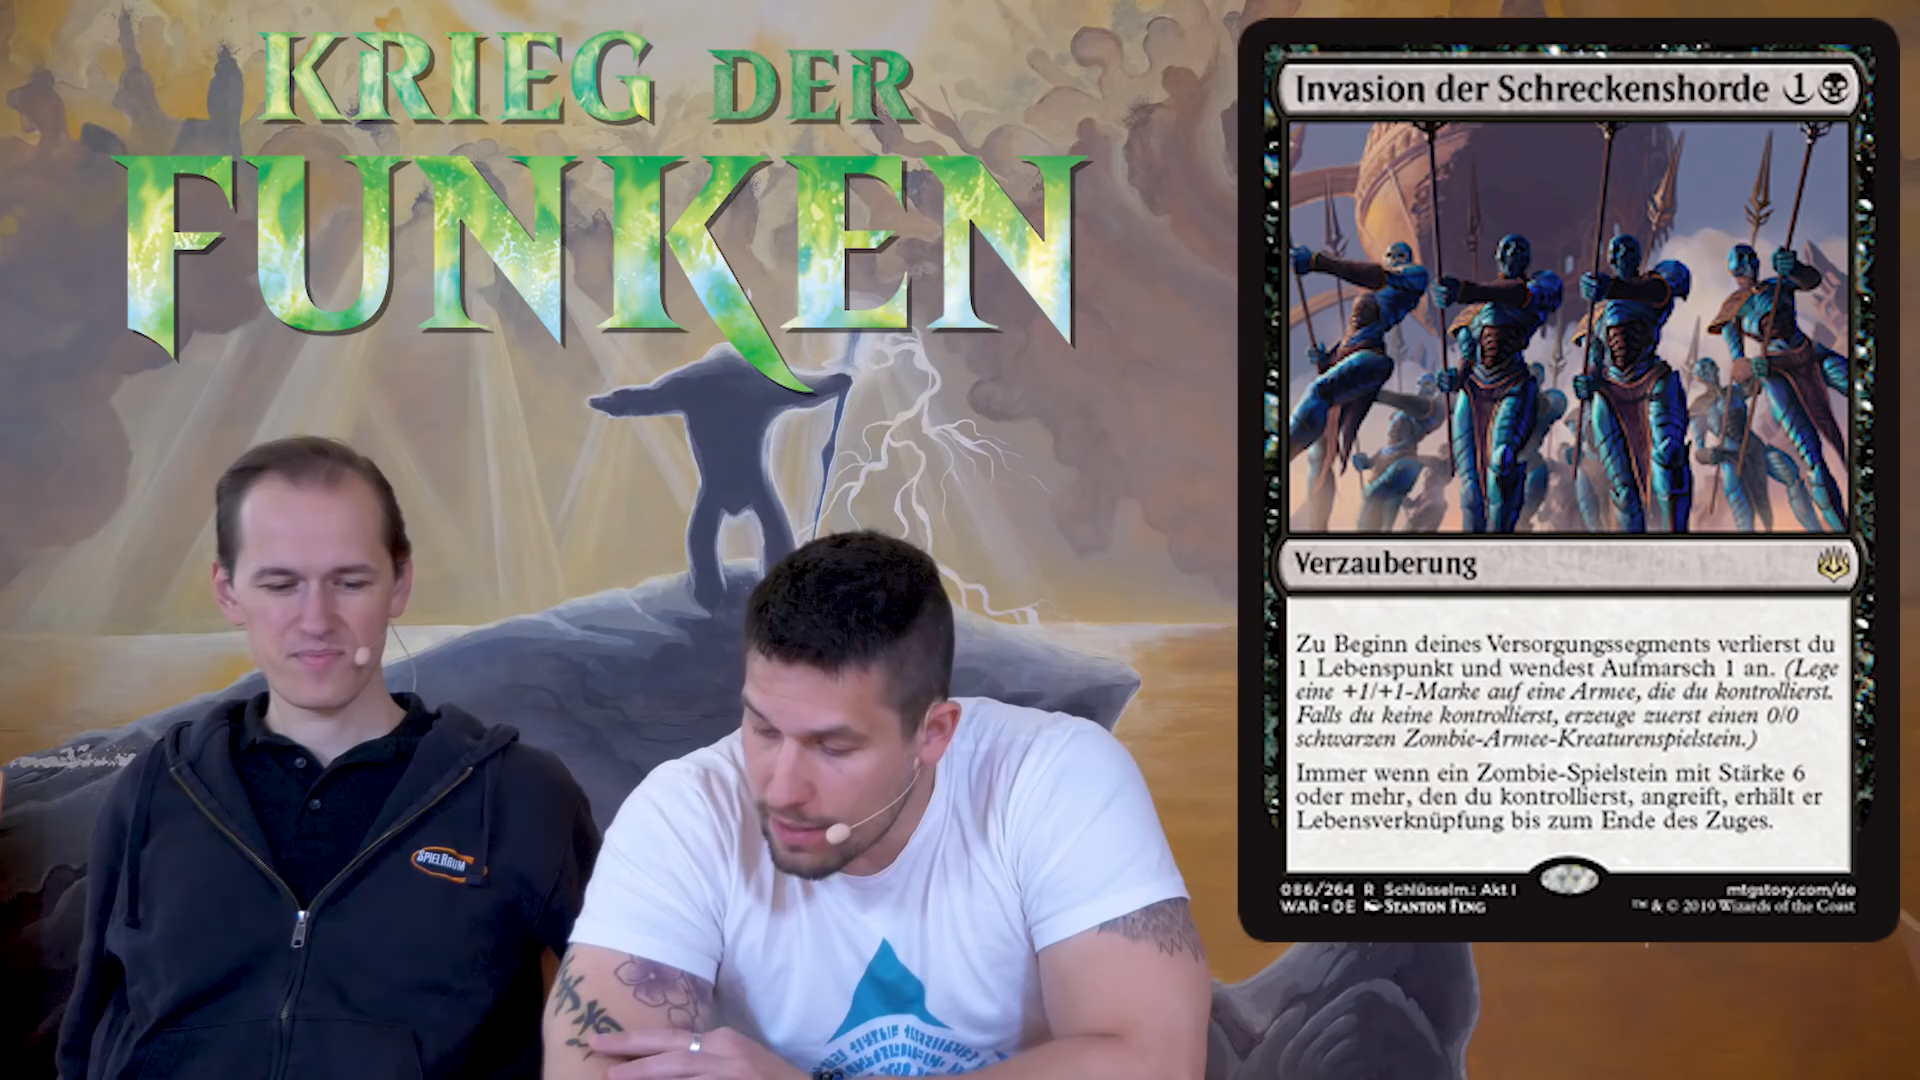 KRIEG DER
FUNKEN
Invasion der Schreckenshorde 1
Verzauberung
Zu Beginn deines Versorgungssegments verlierst du
1 Lebenspunkt und wendest Aufmarsch 1 an. (Lege
eine +1/+1-Marke auf eine Armee, die du kontrollierst.
Falls du keine kontrollierst, erzeuge zuerst einen 0/0
schwarzen Zombie-Armee-Kreaturenspielstein.)
Immer wenn ein Zombie-Spielstein mit Stärke 6
oder mehr, den du kontrollierst, angreift, erhält er
Lebensverknüpfung bis zum Ende des Zuges.
086/264 R Schlüsselm.: Akt I
WAR • DE STANTON FENG
mtgstory.com/de
™ & © 2019 Wizards of the Coast
SPIELRAUM